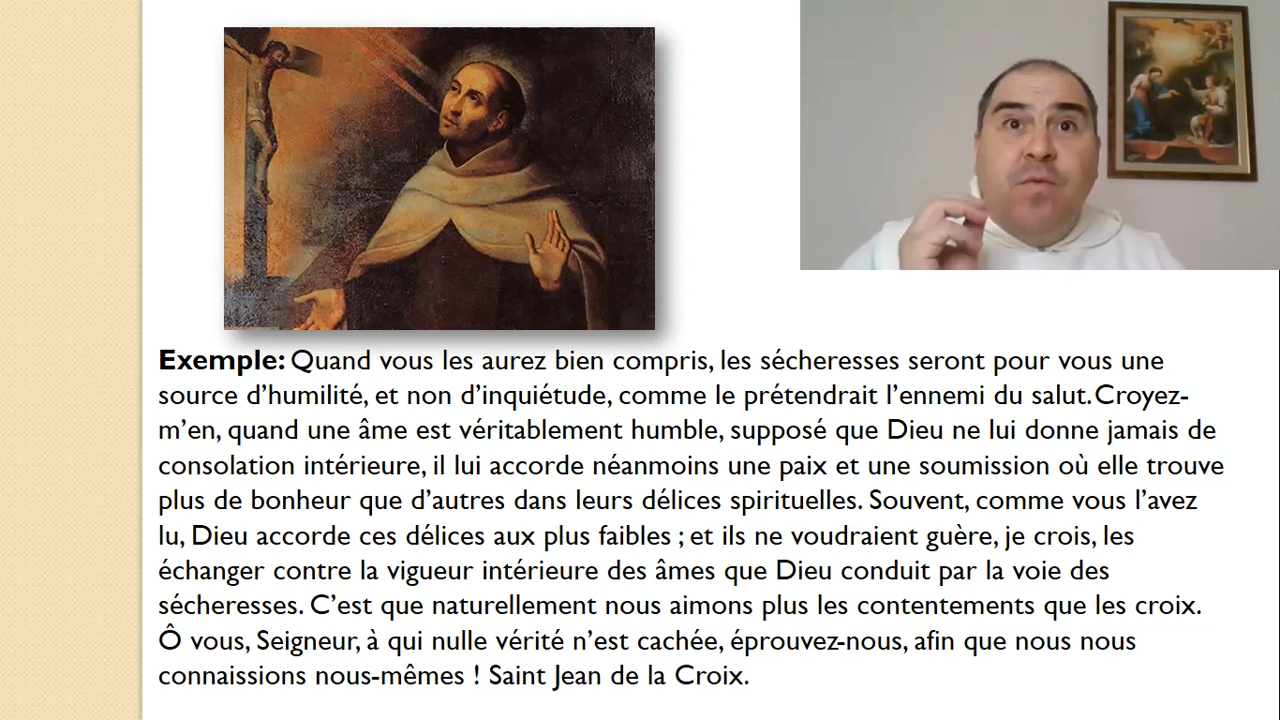 Exemple: Quand vous les aurez bien compris, les sécheresses seront pour vous une
source d’humilité, et non d’inquiétude, comme le prétendrait l’ennemi du salut. Croyez-
m’en, quand une âme est véritablement humble, supposé que Dieu ne lui donne jamais de
consolation intérieure, il lui accorde néanmoins une paix et une soumission où elle trouve
plus de bonheur que d’autres dans leurs délices spirituelles. Souvent, comme vous l’avez
lu, Dieu accorde ces délices aux plus faibles ; et ils ne voudraient guère, je crois, les
échanger contre la vigueur intérieure des âmes que Dieu conduit par la voie des
sécheresses. C’est que naturellement nous aimons plus les contentements que les croix.
Ô vous, Seigneur, à qui nulle vérité n’est cachée, éprouvez-nous, afin que nous nous
connaissions nous-mêmes ! Saint Jean de la Croix.